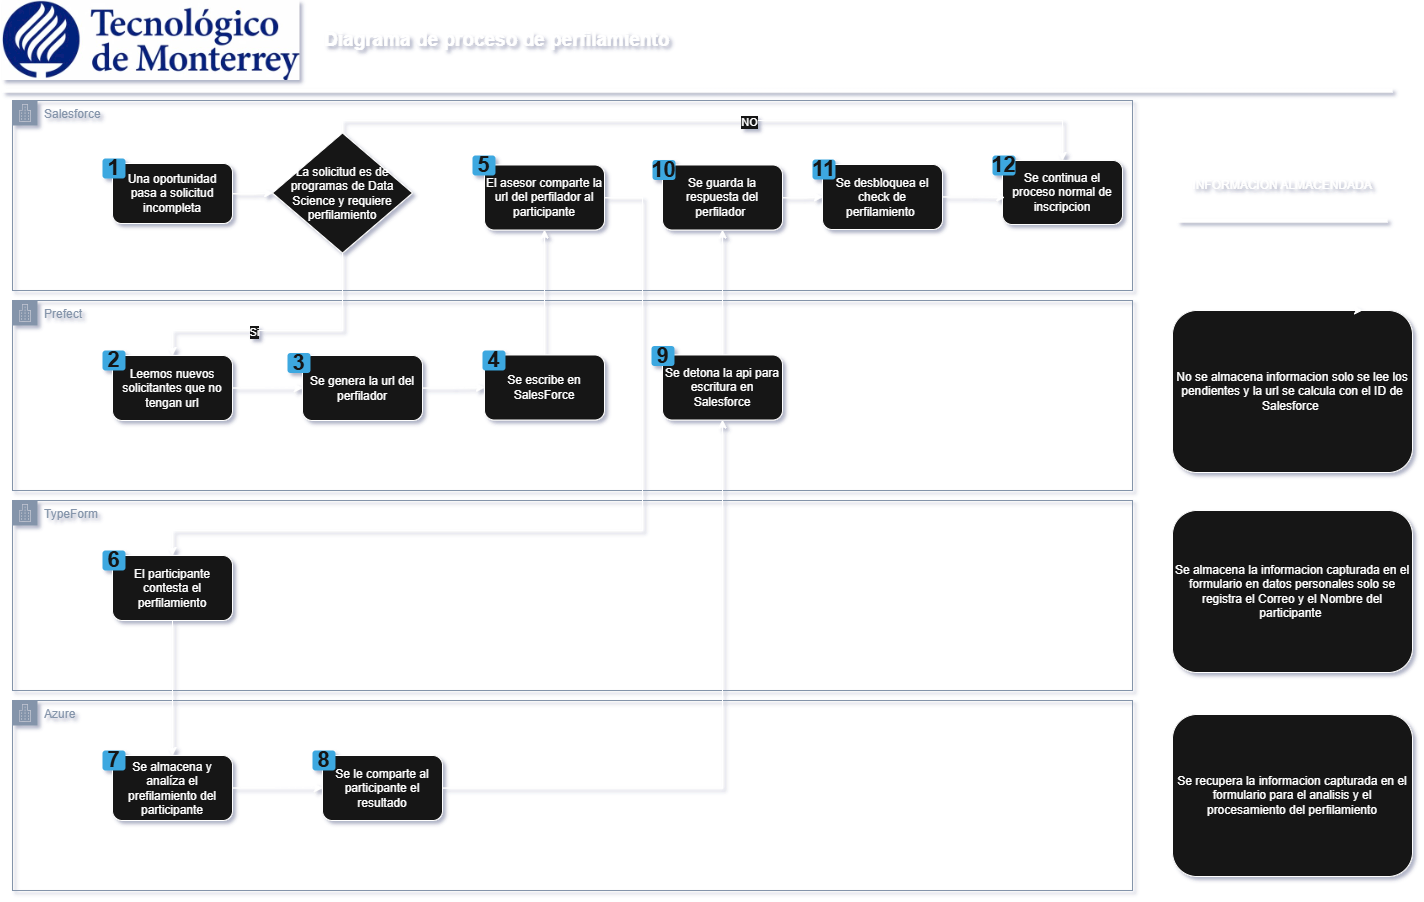 Tecnológico
de Monterrey
Diagrama de proceso de perfilamiento
Salesforce
1
Una oportunidad
pasa a solicitud
incompleta
La solicitud es de
programas de Data
Science y requiere
perfilamiento
NO
5
El asesor comparte la
url del perfilador al
participante
10
Se guarda la
respuesta del
perfilador
11
Se desbloquea el
check de
perfilamiento
12
Se continua el
proceso normal de
inscripcion
INFORMACION ALMACENDADA
Prefect
SI
2
Leemos nuevos
solicitantes que no
tengan url
3
Se genera la url del
perfilador
4
Se escribe en
SalesForce
9
Se detona la api para
escritura en
Salesforce
No se almacena informacion solo se lee los
pendientes y la url se calcula con el ID de
Salesforce
TypeForm
6
El participante
contesta el
perfilamiento
Se almacena la informacion capturada en el
formulario en datos personales solo se
registra el Correo y el Nombre del
participante
Azure
7
Se almacena y
analíza el
prefilamiento del
participante
8
Se le comparte al
participante el
resultado
Se recupera la informacion capturada en el
formulario para el analisis y el
procesamiento del perfilamiento